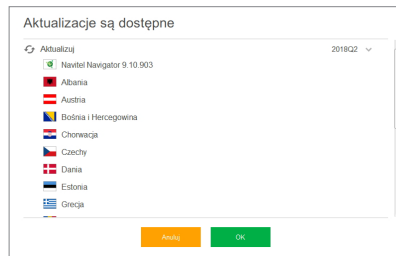 Aktualizacje są dostępne
Aktualizuj 2018Q2
Navitel Navigator 9.10.903
Albania
Austria
Bośnia i Hercegowina
Chorwacja
Czechy
Dania
Estonia
Grecja
Anuluj OK